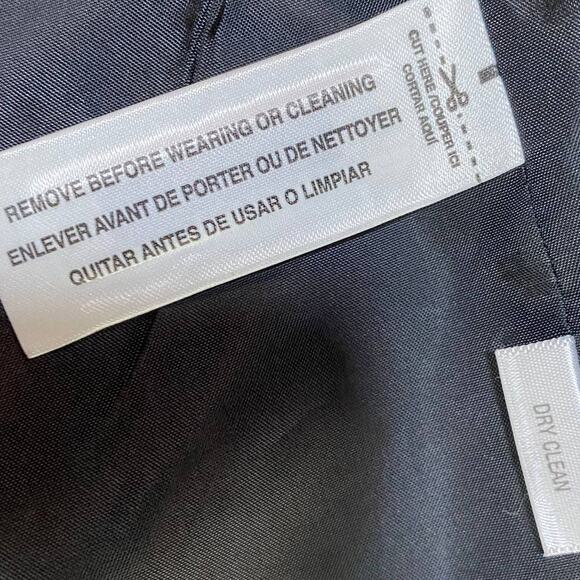 REMOVE BEFORE WEARING OR CLEANING
ENLEVER AVANT DE PORTER OU DE NETTOYER
QUITAR ANTES DE USAR O LIMPIAR
CUT HERE /COUPER ICI
CORTAR AQUÍ
DRY CLEAN